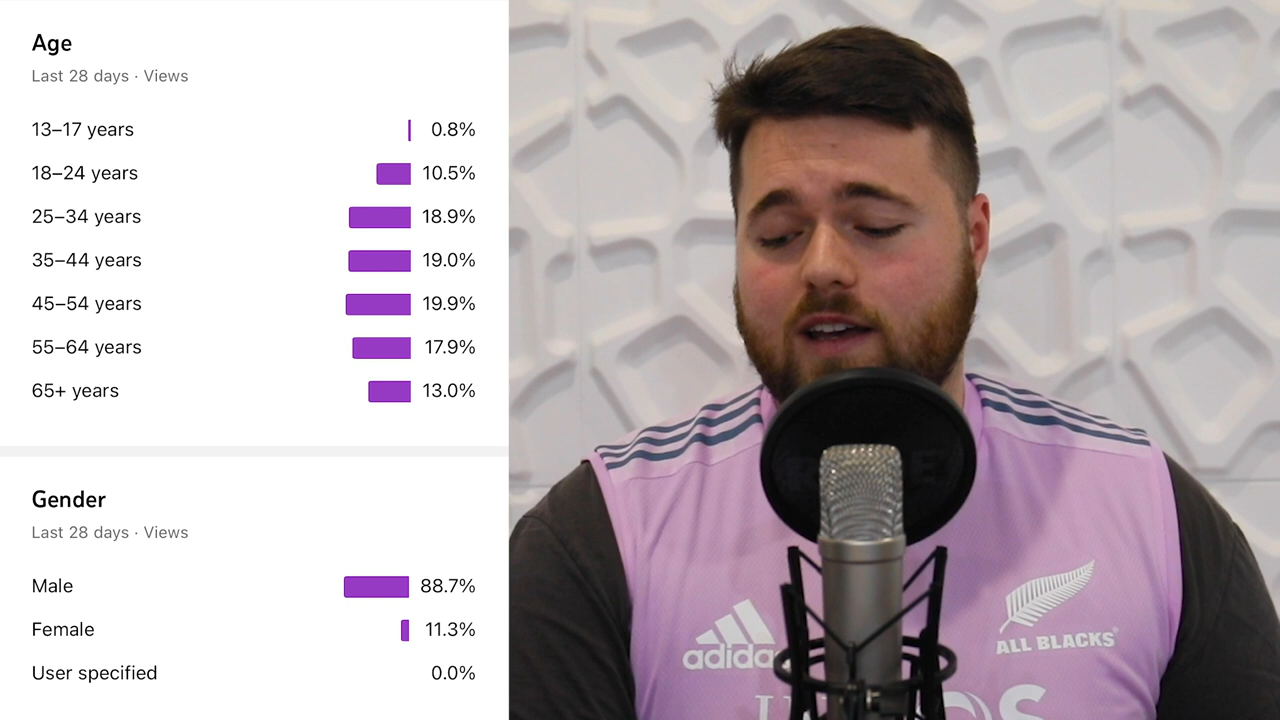 Age
Last 28 days · Views
13–17 years 0.8%
18–24 years 10.5%
25–34 years 18.9%
35–44 years 19.0%
45–54 years 19.9%
55–64 years 17.9%
65+ years 13.0%
Gender
Last 28 days · Views
Male 88.7%
Female 11.3%
User specified 0.0%
adidas
ALL BLACKS